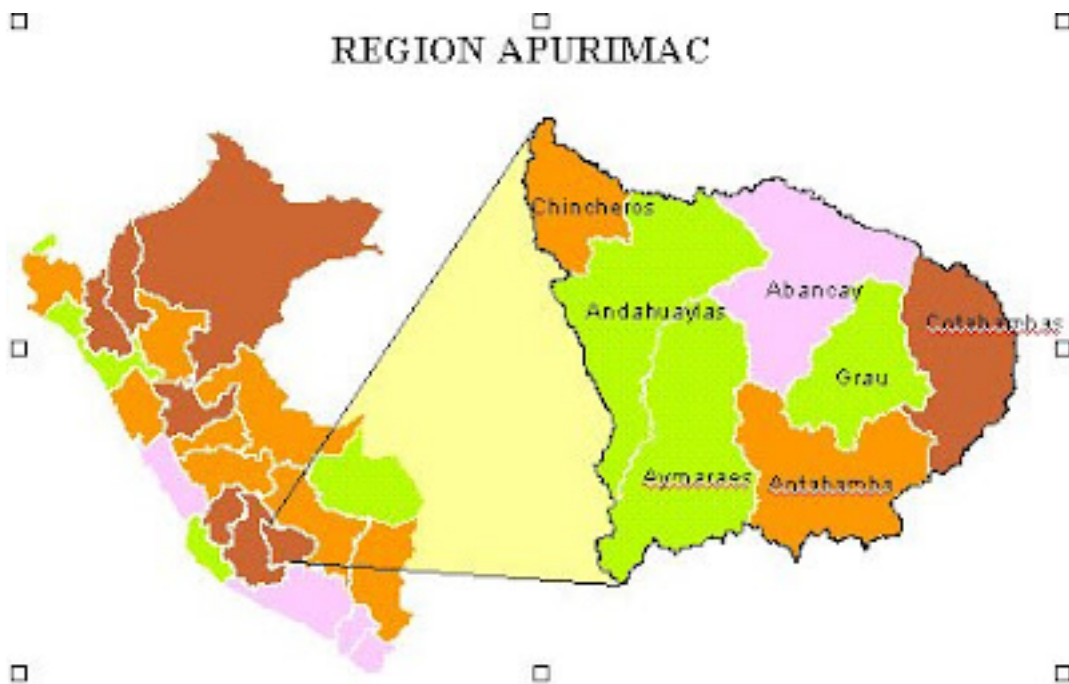 REGION APURIMAC
Chincheros
Abancay
Andahuaylas
Cotabambas
Grau
Aymaraes
Antabamba